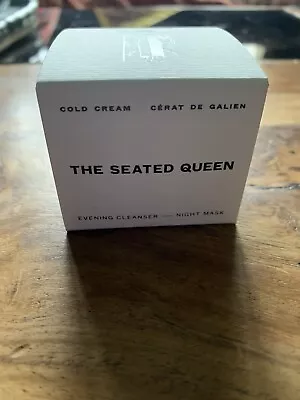 COLD CREAM CÉRAT DE GALIEN
THE SEATED QUEEN
EVENING CLEANSER — NIGHT MASK